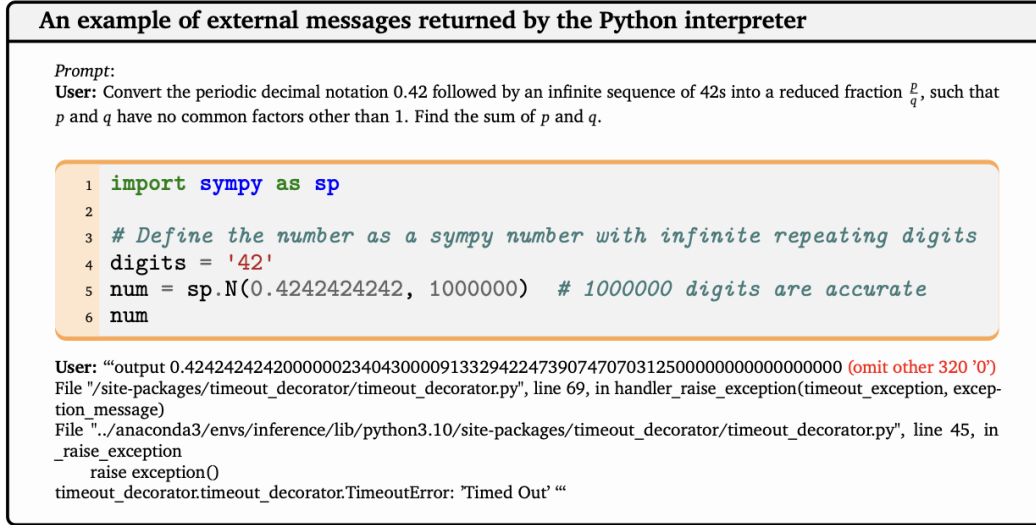 An example of external messages returned by the Python interpreter
Prompt:
User: Convert the periodic decimal notation 0.42 followed by an infinite sequence of 42s into a reduced fraction p/q, such that
p and q have no common factors other than 1. Find the sum of p and q.
1 import sympy as sp
2
3 # Define the number as a sympy number with infinite repeating digits
4 digits = '42'
5 num = sp.N(0.4242424242, 1000000)  # 1000000 digits are accurate
6 num
User: “‘output 0.42424242420000002340430000913329422473907470703125000000000000000000 (omit other 320 ’0’)
File "/site-packages/timeout_decorator/timeout_decorator.py", line 69, in handler_raise_exception(timeout_exception, excep-
tion_message)
File "../anaconda3/envs/inference/lib/python3.10/site-packages/timeout_decorator/timeout_decorator.py", line 45, in
_raise_exception
raise exception()
timeout_decorator.timeout_decorator.TimeoutError: ’Timed Out’ “‘